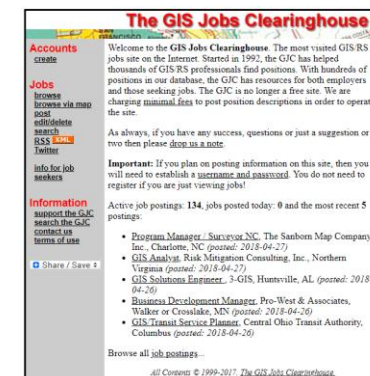 The GIS Jobs Clearinghouse
Accounts
create
Jobs
browse
browse via map
post
edit/delete
search
RSS XML
Twitter
info for job
seekers
Information
support the GJC
search the GJC
contact us
terms of use
Share / Save
Welcome to the GIS Jobs Clearinghouse. The most visited GIS/RS
jobs site on the Internet. Started in 1992, the GJC has helped
thousands of GIS/RS professionals find positions. With hundreds of
positions in our database, the GJC has resources for both employers
and those seeking jobs. The GJC is no longer a free site. We are
charging minimal fees to post position descriptions in order to operat
the site.
As always, if you have any success, questions or just a suggestion or
two then please drop us a note.
Important: If you plan on posting information on this site, then you
will need to establish a username and password. You do not need to
register if you are just viewing jobs!
Active job postings: 134, jobs posted today: 0 and the most recent 5
postings:
• Program Manager / Surveyor NC, The Sanborn Map Company
Inc., Charlotte, NC (posted: 2018-04-27)
• GIS Analyst, Risk Mitigation Consulting, Inc., Northern
Virginia (posted: 2018-04-27)
• GIS Solutions Engineer , 3-GIS, Huntsville, AL (posted: 2018
04-26)
• Business Development Manager, Pro-West & Associates,
Walker or Crosslake, MN (posted: 2018-04-26)
• GIS/Transit Service Planner, Central Ohio Transit Authority,
Columbus (posted: 2018-04-26)
Browse all job postings...
All Contents © 1999-2017, The GIS Jobs Clearinghouse.